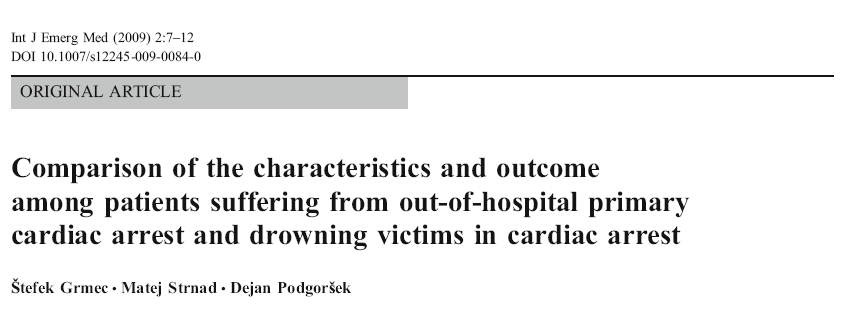 Int J Emerg Med (2009) 2:7–12
DOI 10.1007/s12245-009-0084-0
ORIGINAL ARTICLE
Comparison of the characteristics and outcome
among patients suffering from out-of-hospital primary
cardiac arrest and drowning victims in cardiac arrest
Štefek Grmec · Matej Strnad · Dejan Podgoršek